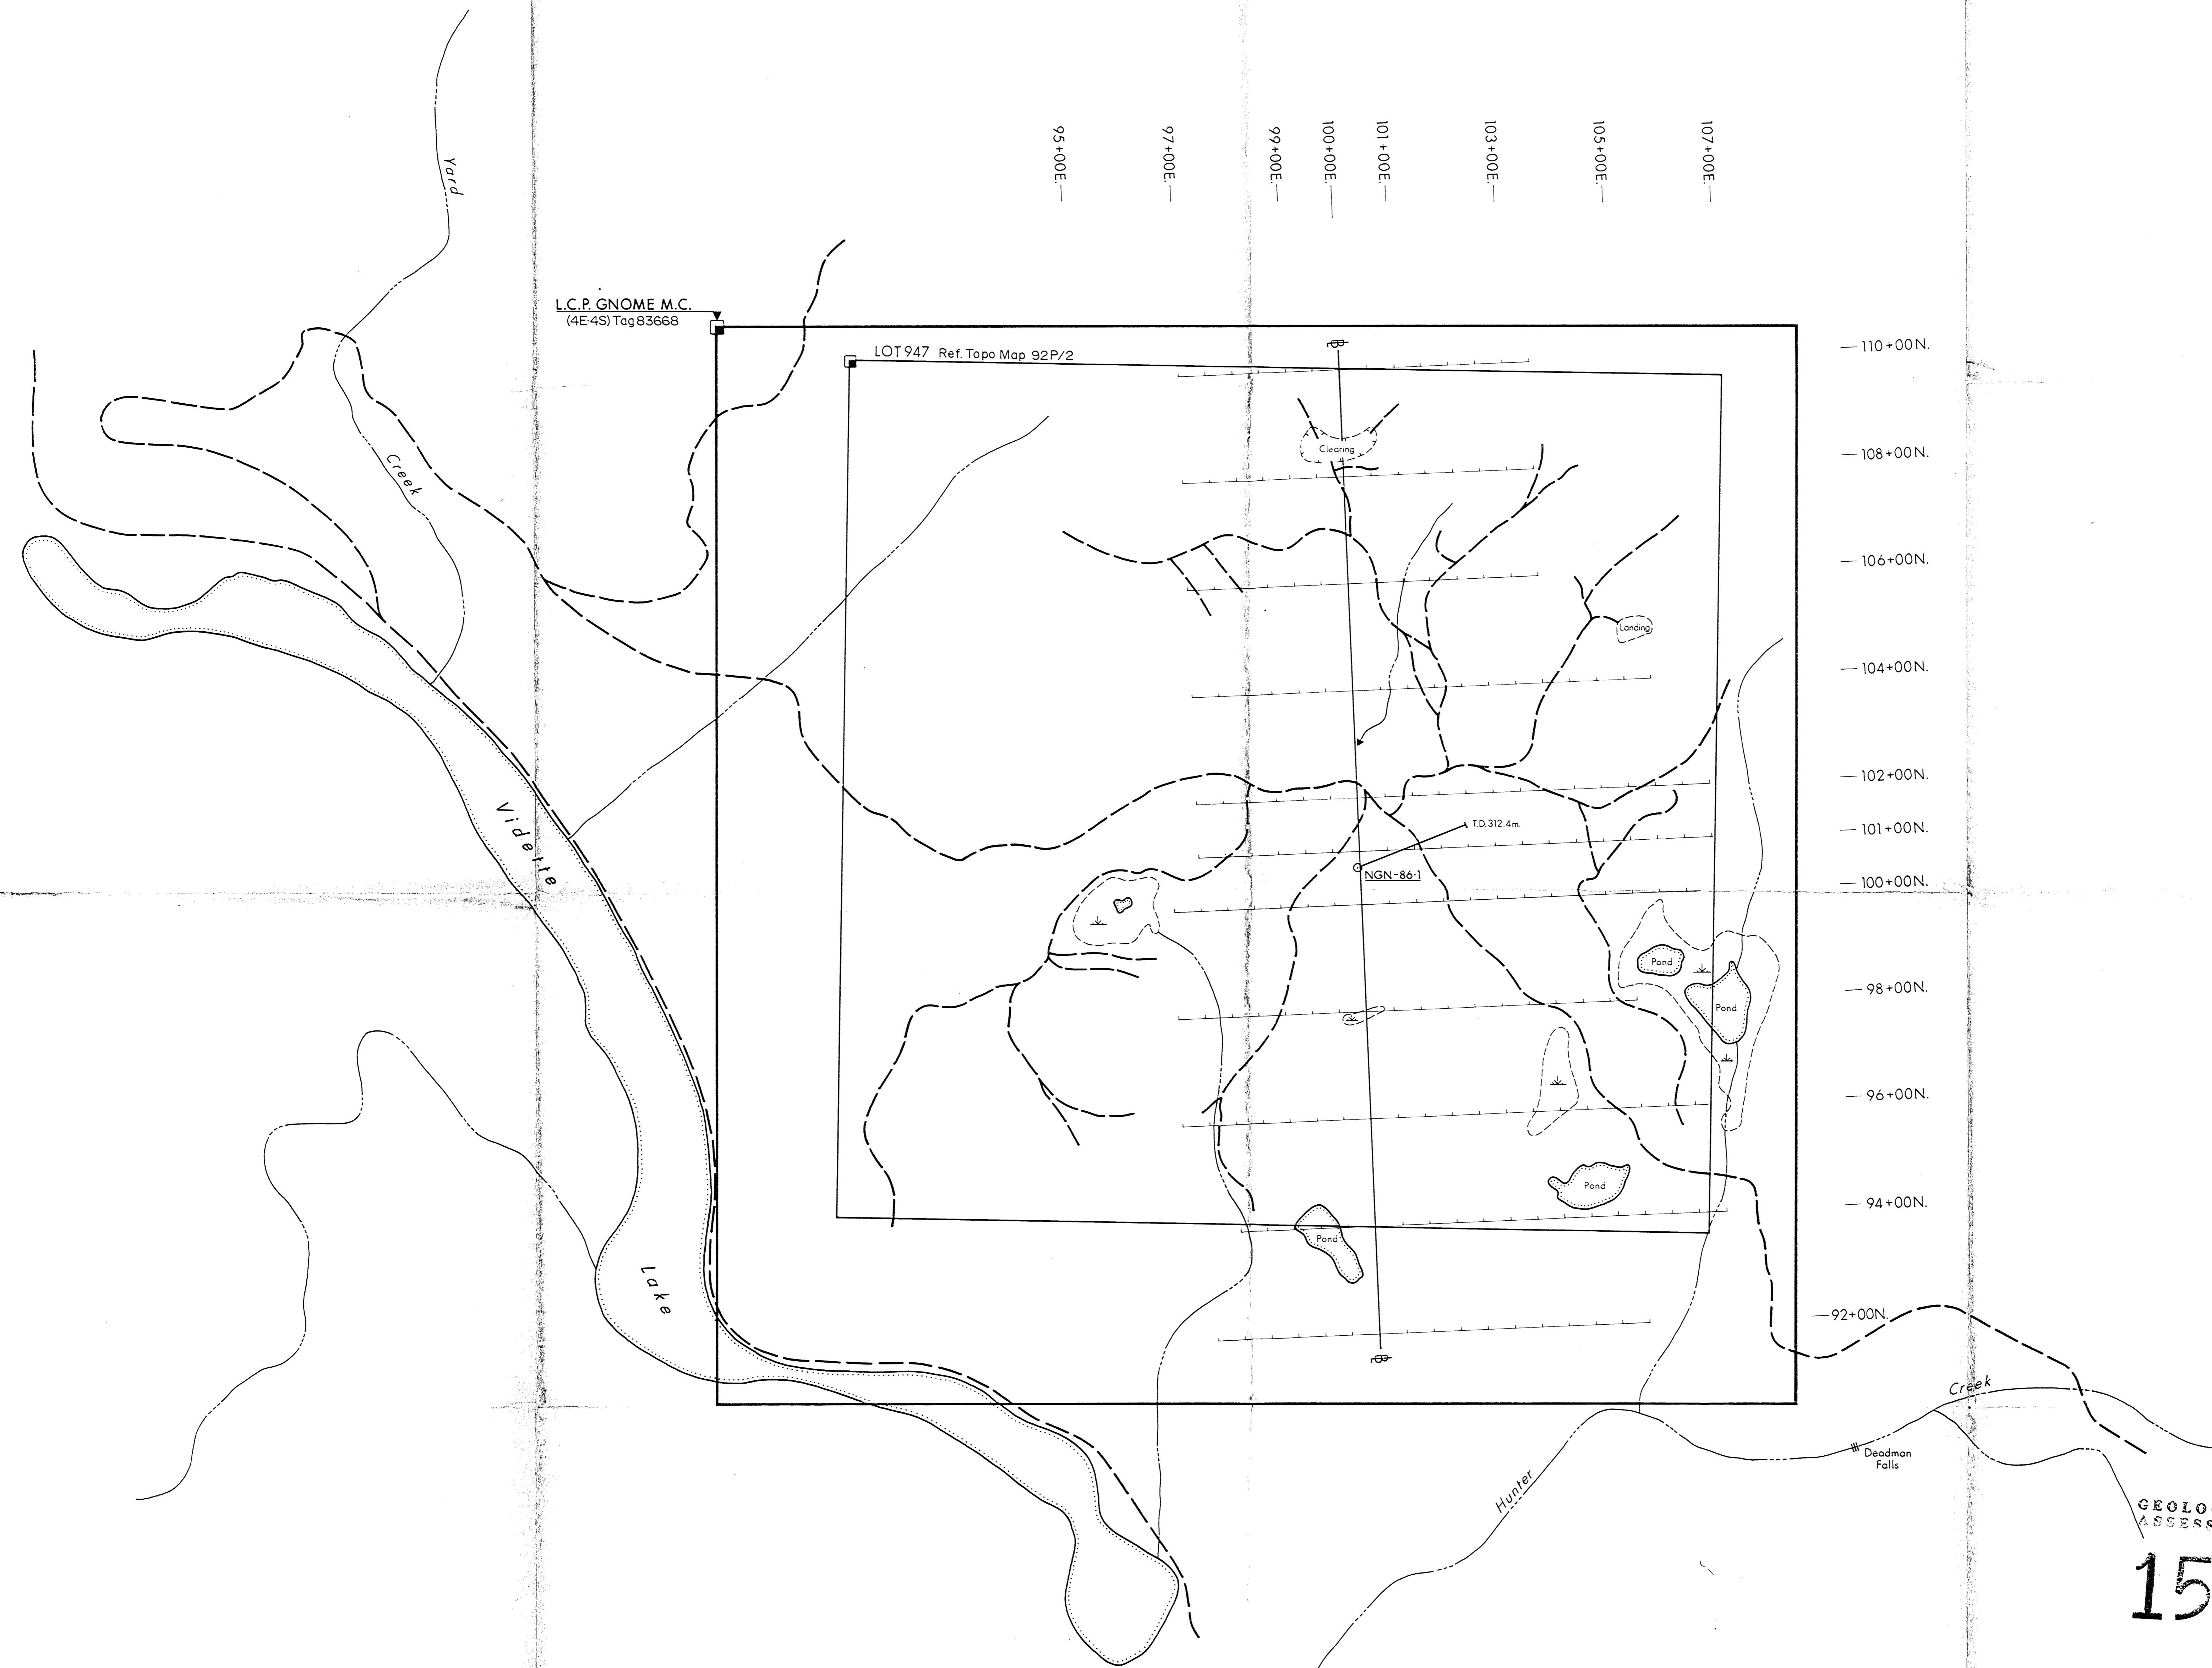 95+00E.
97+00E.
99+00E.
100+00E.
101+00E.
103+00E.
105+00E.
107+00E.
Yard
Creek
L.C.P. GNOME M.C.
(4E·4S) Tag 83668
LOT 947 Ref. Topo Map 92P/2
BL
110+00N.
Clearing
108+00N.
106+00N.
Landing
104+00N.
102+00N.
T.D. 312.4m.
101+00N.
NGN-86-1
100+00N.
Vidette
Lake
Pond
Pond
98+00N.
96+00N.
Pond
94+00N.
Pond
92+00N.
BL
Creek
Deadman
Falls
Hunter
GEOLO
ASSESS
15